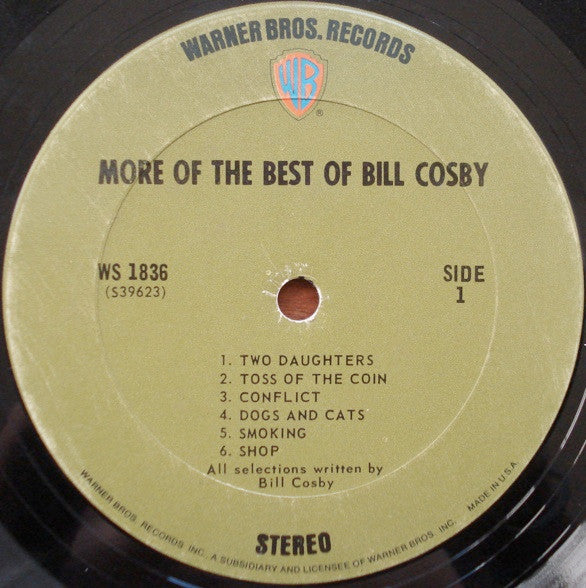 WARNER BROS. RECORDS
WB
®
MORE OF THE BEST OF BILL COSBY
WS 1836
(S39623)
SIDE
1
1. TWO DAUGHTERS
2. TOSS OF THE COIN
3. CONFLICT
4. DOGS AND CATS
5. SMOKING
6. SHOP
All selections written by
Bill Cosby
STEREO
WARNER BROS. RECORDS INC. A SUBSIDIARY AND LICENSEE OF WARNER BROS. INC. MADE IN U.S.A.